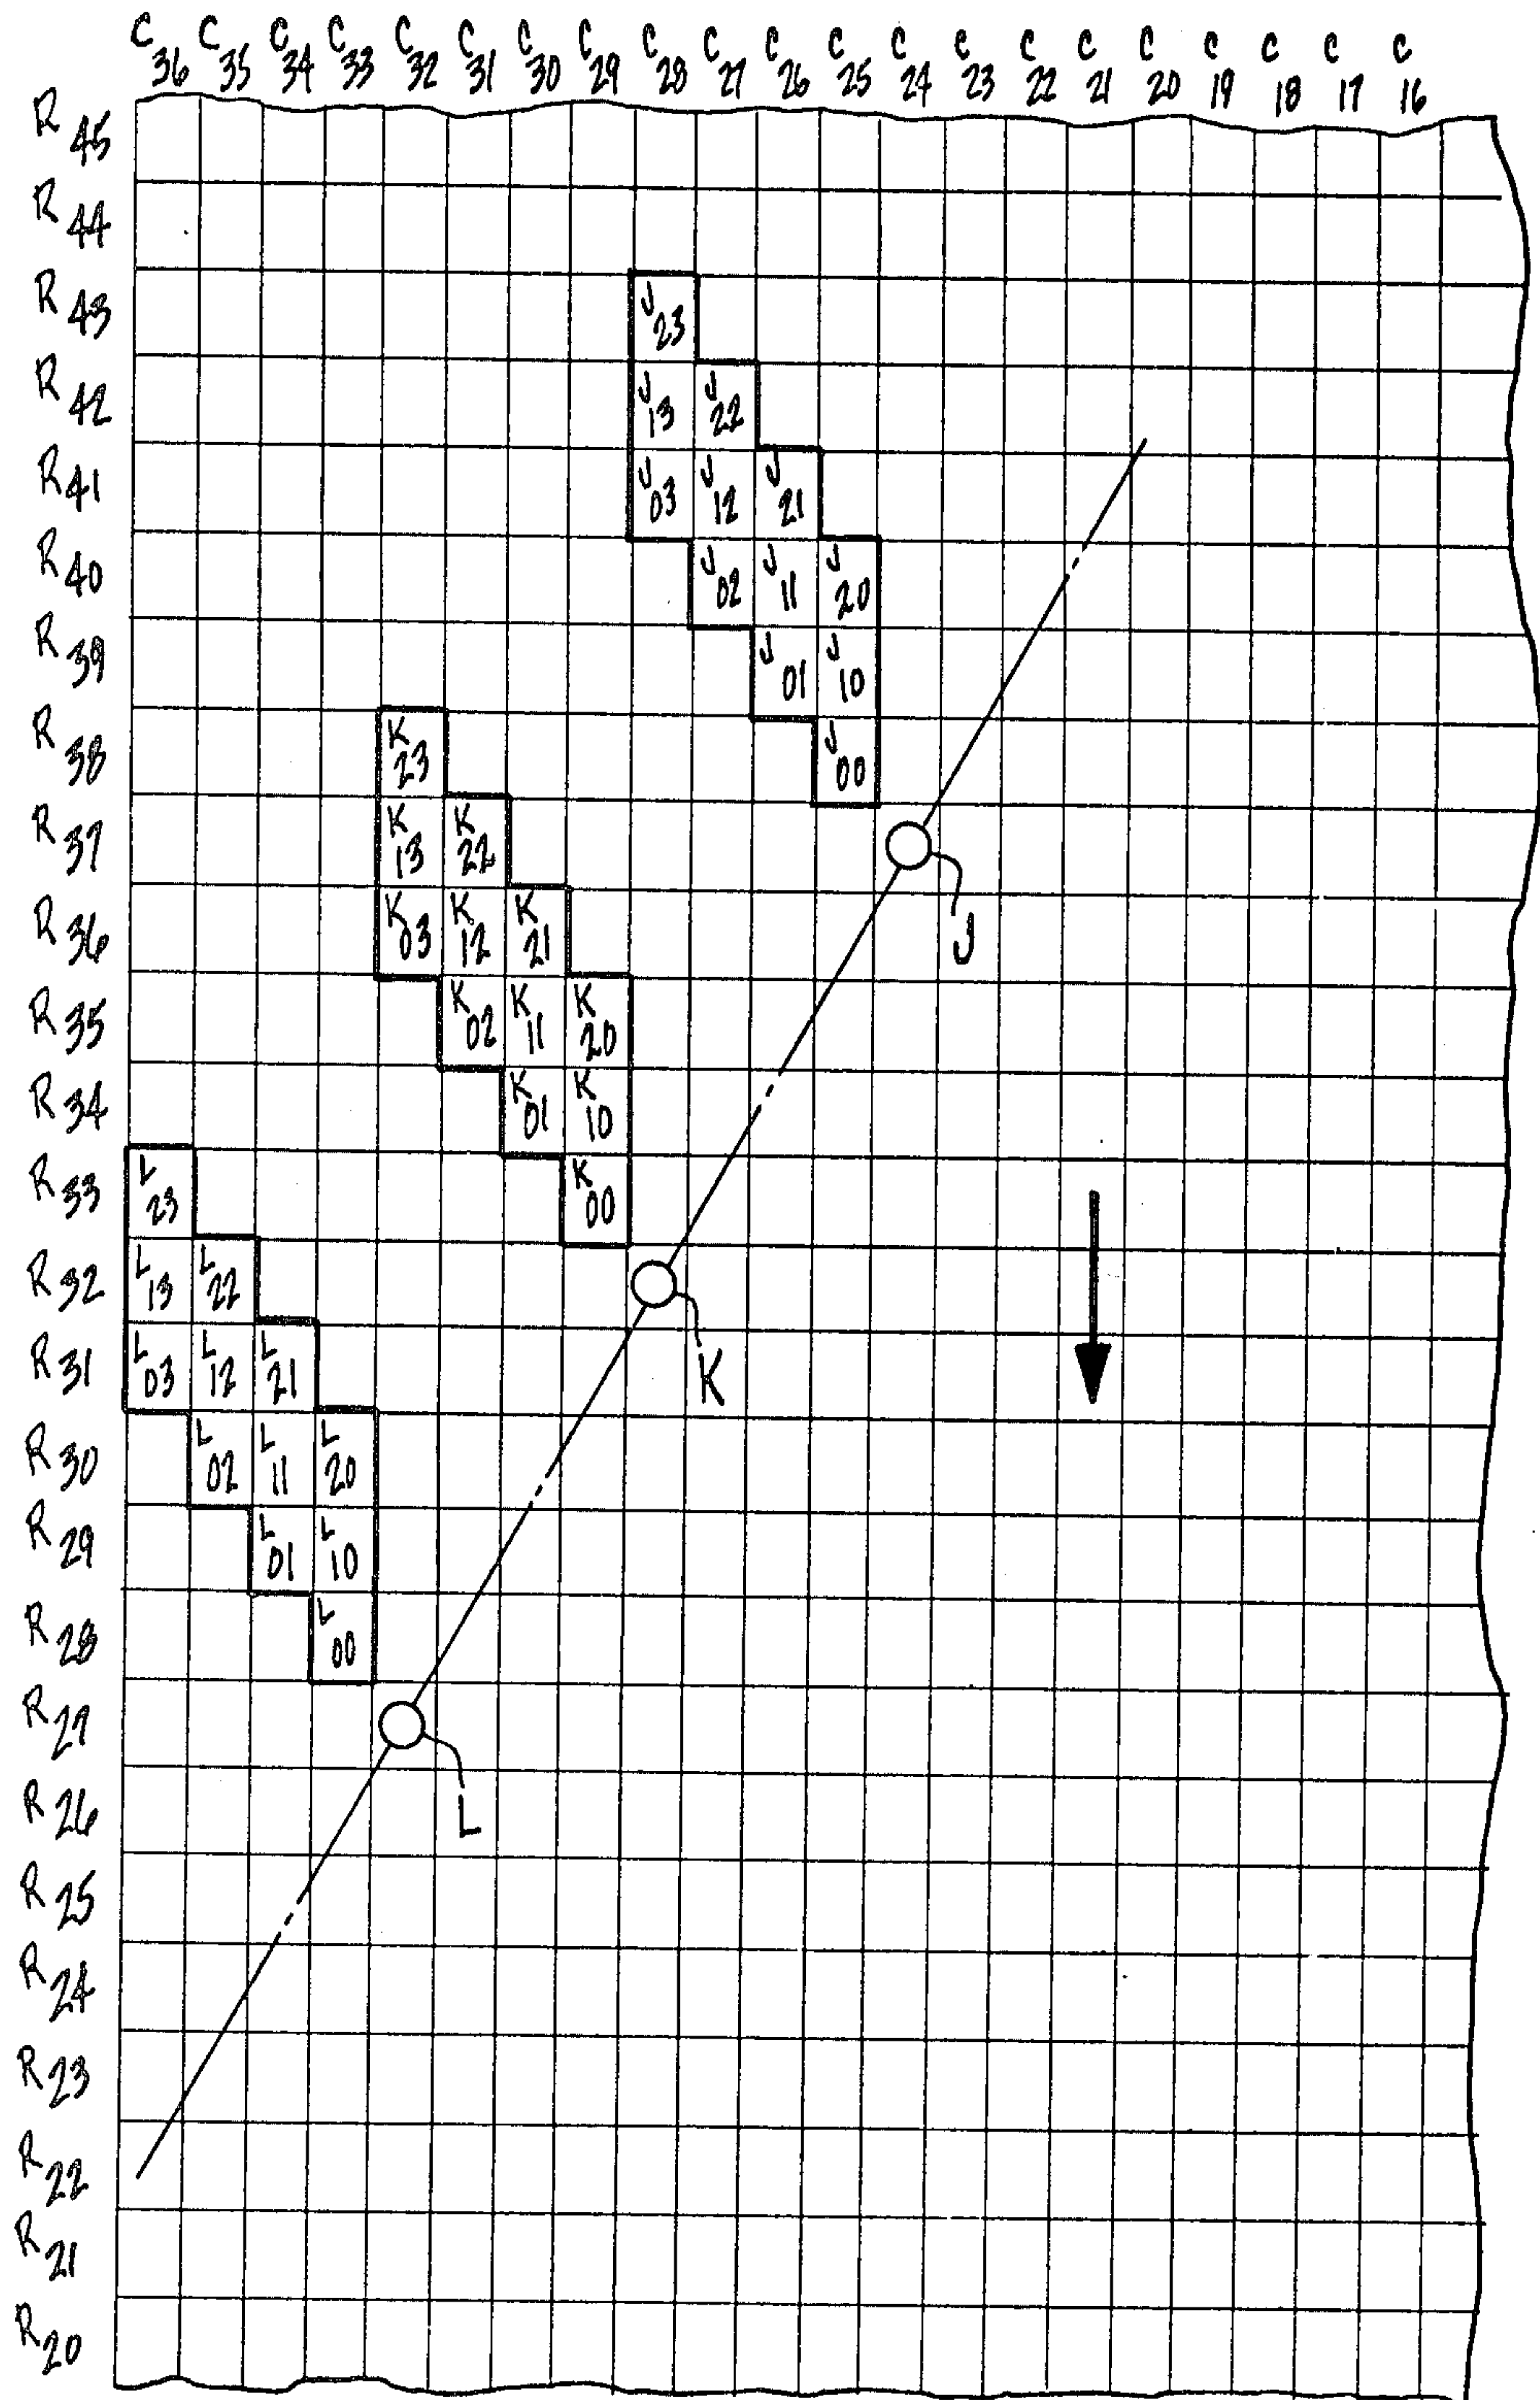 C36 C35 C34 C33 C32 C31 C30 C29 C28 C27 C26 C25 C24 C23 C22 C21 C20 C19 C18 C17 C16
R45
R44
R43 J23
R42 J13 J22
R41 J03 J12 J21
R40 J02 J11 J20
R39 J01 J10
R38 K23 J00
R37 K13 K22
R36 K03 K12 K21 J
R35 K02 K11 K20
R34 K01 K10
R33 L23 K00
R32 L13 L22
R31 L03 L12 L21 K
R30 L02 L11 L20
R29 L01 L10
R28 L00
R27
R26 L
R25
R24
R23
R22
R21
R20